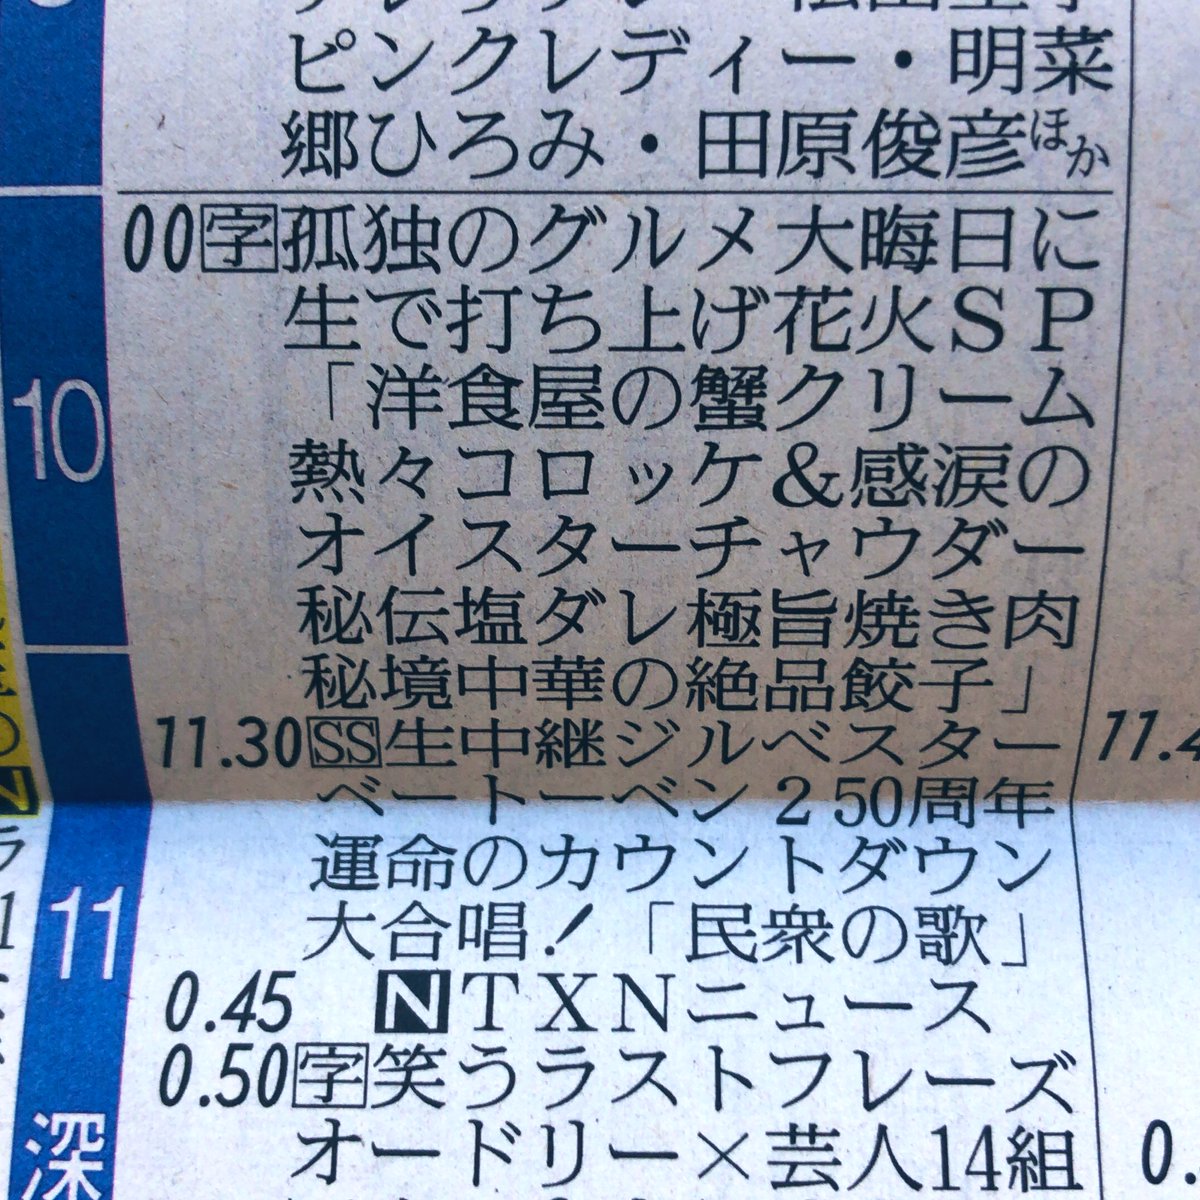 ピンクレディー・明菜
郷ひろみ・田原俊彦ほか
10
00字孤独のグルメ大晦日に
生で打ち上げ花火SP
「洋食屋の蟹クリーム
熱々コロッケ&感涙の
オイスターチャウダー
秘伝塩ダレ極旨焼き肉
秘境中華の絶品餃子」
11.30SS生中継ジルベスター
ベートーベン250周年
運命のカウントダウン
大合唱!「民衆の歌」
11
0.45 NTXNニュース
0.50字笑うラストフレーズ
オードリー×芸人14組
深
11.4
0.